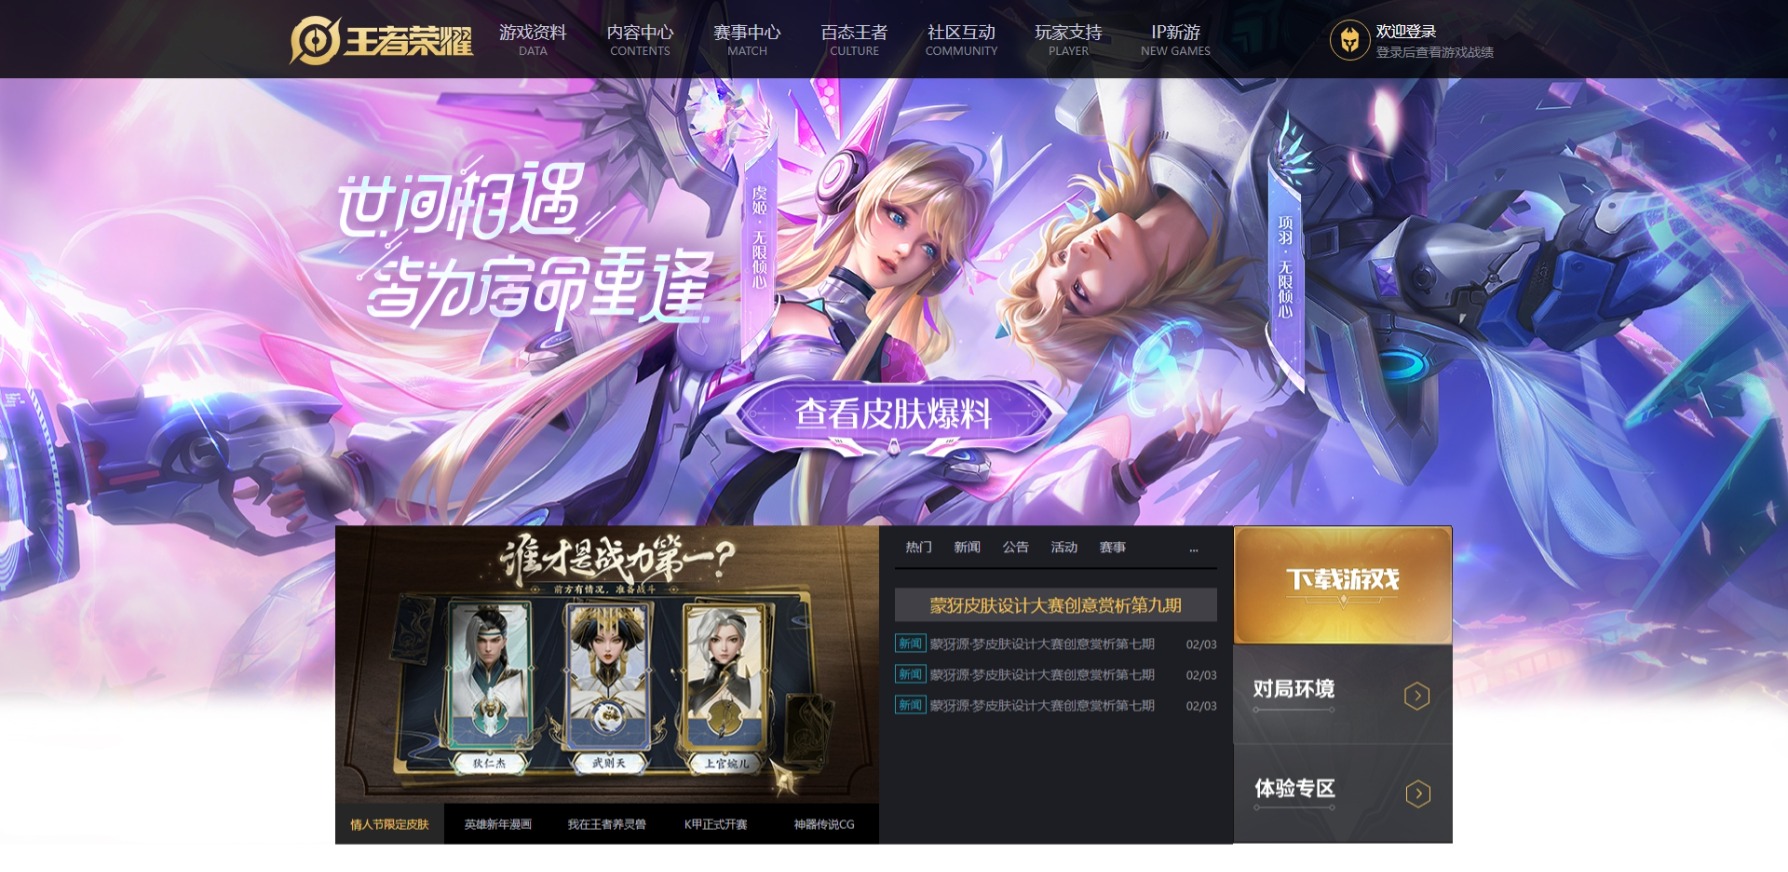 王者荣耀
游戏资料 内容中心 赛事中心 百态王者 社区互动 玩家支持 IP新游
DATA CONTENTS MATCH CULTURE COMMUNITY PLAYER NEW GAMES
欢迎登录
登录后查看游戏战绩
世间相遇
皆为宿命重逢
虞姬·无限倾心
项羽·无限倾心
查看皮肤爆料
谁才是战力第一?
前方有情况，准备战斗
狄仁杰 武则天 上官婉儿
情人节限定皮肤 英雄新年漫画 我在王者养灵兽 K甲正式开赛 神器传说CG
热门 新闻 公告 活动 赛事 ...
蒙犽皮肤设计大赛创意赏析第九期
新闻 蒙犽源·梦皮肤设计大赛创意赏析第七期 02/03
新闻 蒙犽源·梦皮肤设计大赛创意赏析第七期 02/03
新闻 蒙犽源·梦皮肤设计大赛创意赏析第七期 02/03
下载游戏
对局环境
体验专区